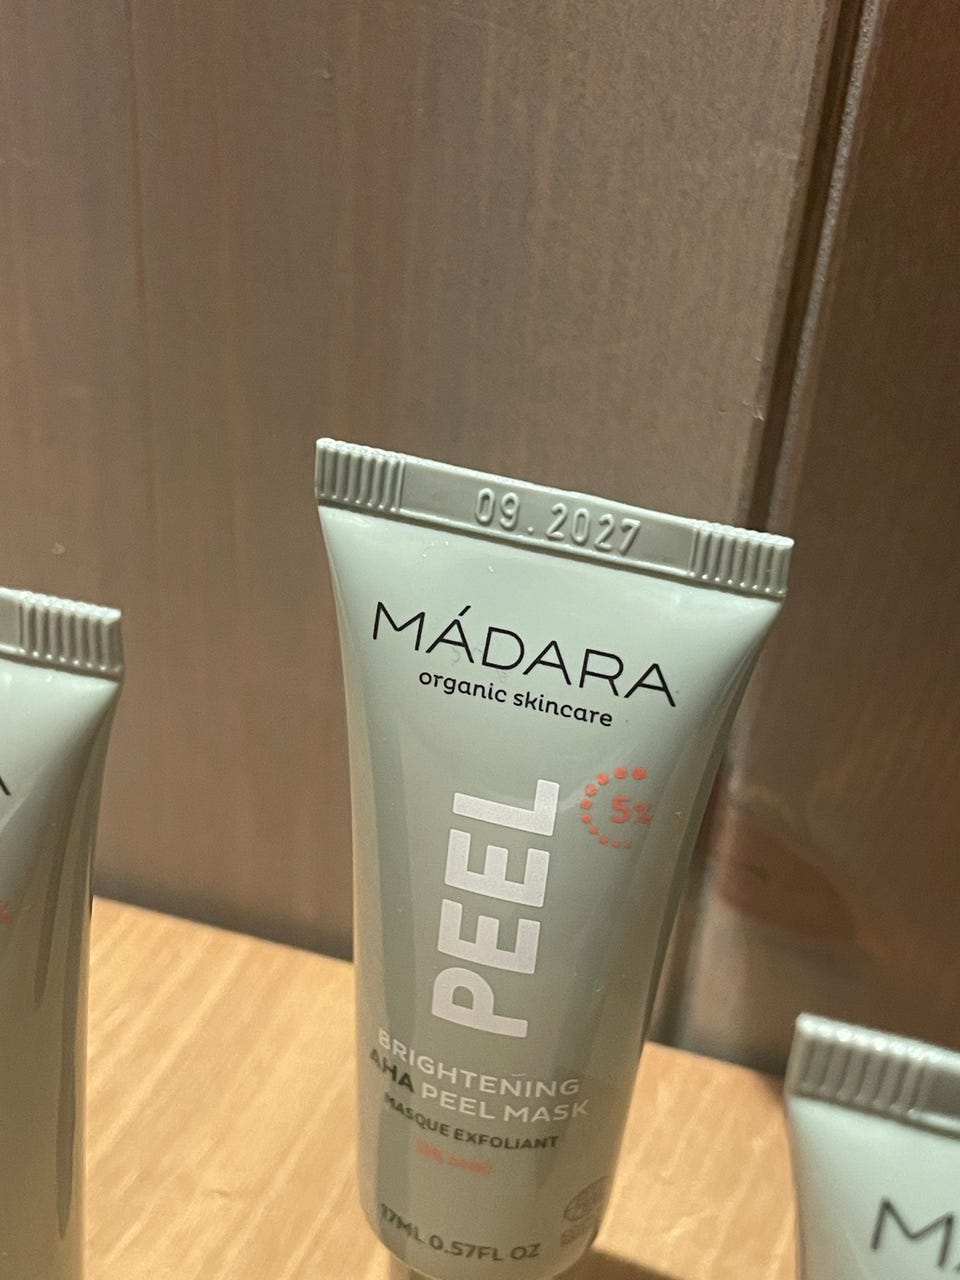 09.2027
MÁDARA
organic skincare
5%
PEEL
BRIGHTENING
AHA PEEL MASK
MASQUE EXFOLIANT
17ML 0.57FL OZ